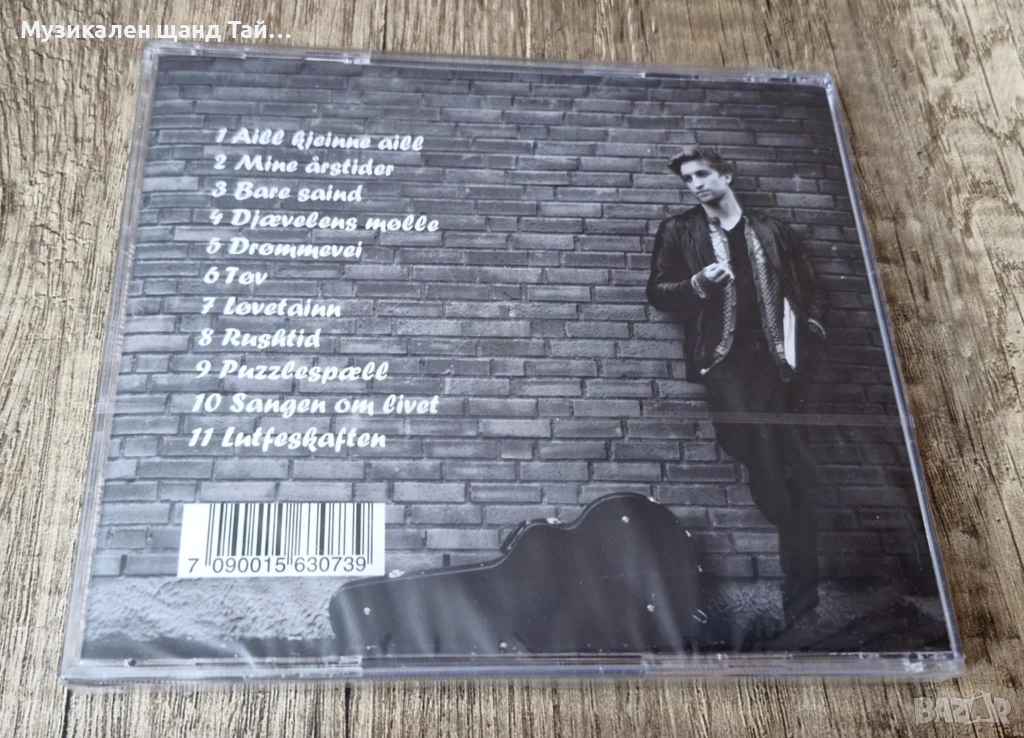 Музикален щанд Тай...
1 Aill kjeinne aill
2 Mine årstider
3 Bare saind
4 Djævelens mølle
5 Drømmevei
6 Tøv
7 Løvetainn
8 Rushtid
9 Puzzlespæll
10 Sangen om livet
11 Lutfeskaften
7 090015 630739
BAZAR